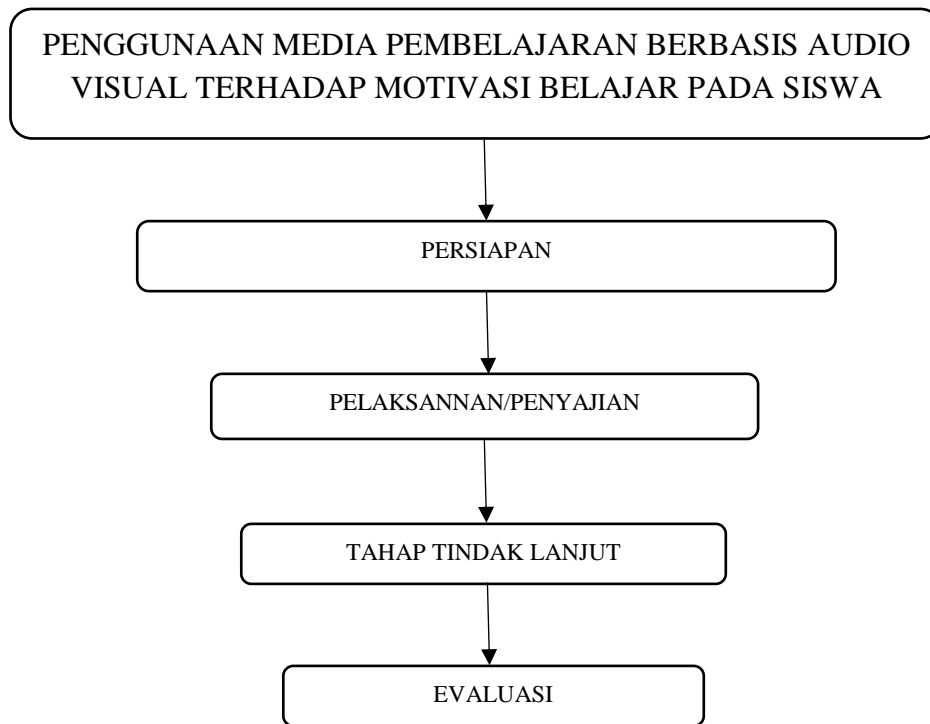 PENGGUNAAN MEDIA PEMBELAJARAN BERBASIS AUDIO
VISUAL TERHADAP MOTIVASI BELAJAR PADA SISWA
PERSIAPAN
PELAKSANNAN/PENYAJIAN
TAHAP TINDAK LANJUT
EVALUASI